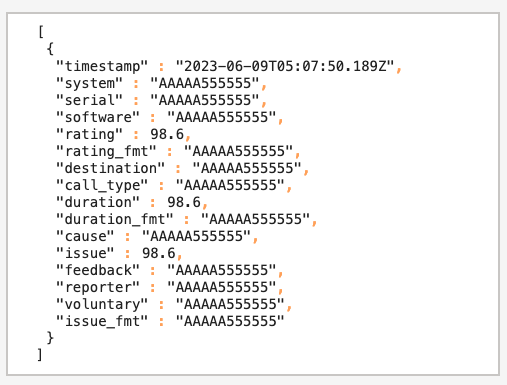 [
{
"timestamp" : "2023-06-09T05:07:50.189Z",
"system" : "AAAAA555555",
"serial" : "AAAAA555555",
"software" : "AAAAA555555",
"rating" : 98.6,
"rating_fmt" : "AAAAA555555",
"destination" : "AAAAA555555",
"call_type" : "AAAAA555555",
"duration" : 98.6,
"duration_fmt" : "AAAAA555555",
"cause" : "AAAAA555555",
"issue" : 98.6,
"feedback" : "AAAAA555555",
"reporter" : "AAAAA555555",
"voluntary" : "AAAAA555555",
"issue_fmt" : "AAAAA555555"
}
]